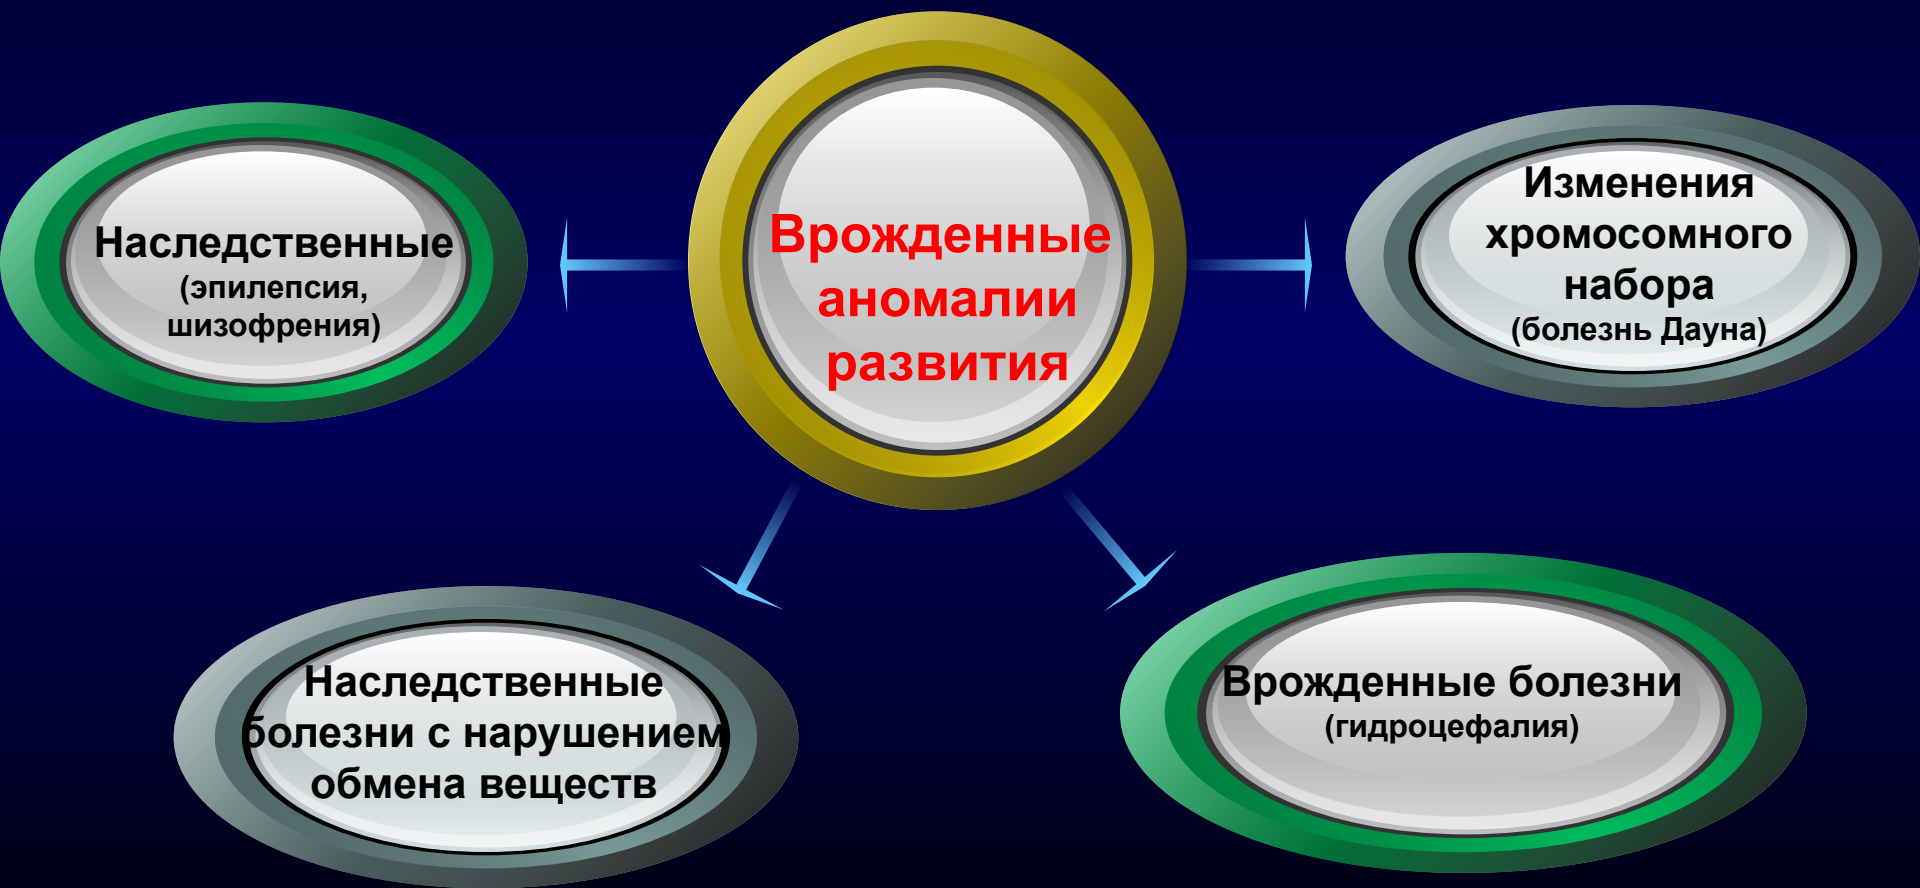 Врожденные
аномалии
развития
Наследственные
(эпилепсия,
шизофрения)
Изменения
хромосомного
набора
(болезнь Дауна)
Наследственные
болезни с нарушением
обмена веществ
Врожденные болезни
(гидроцефалия)